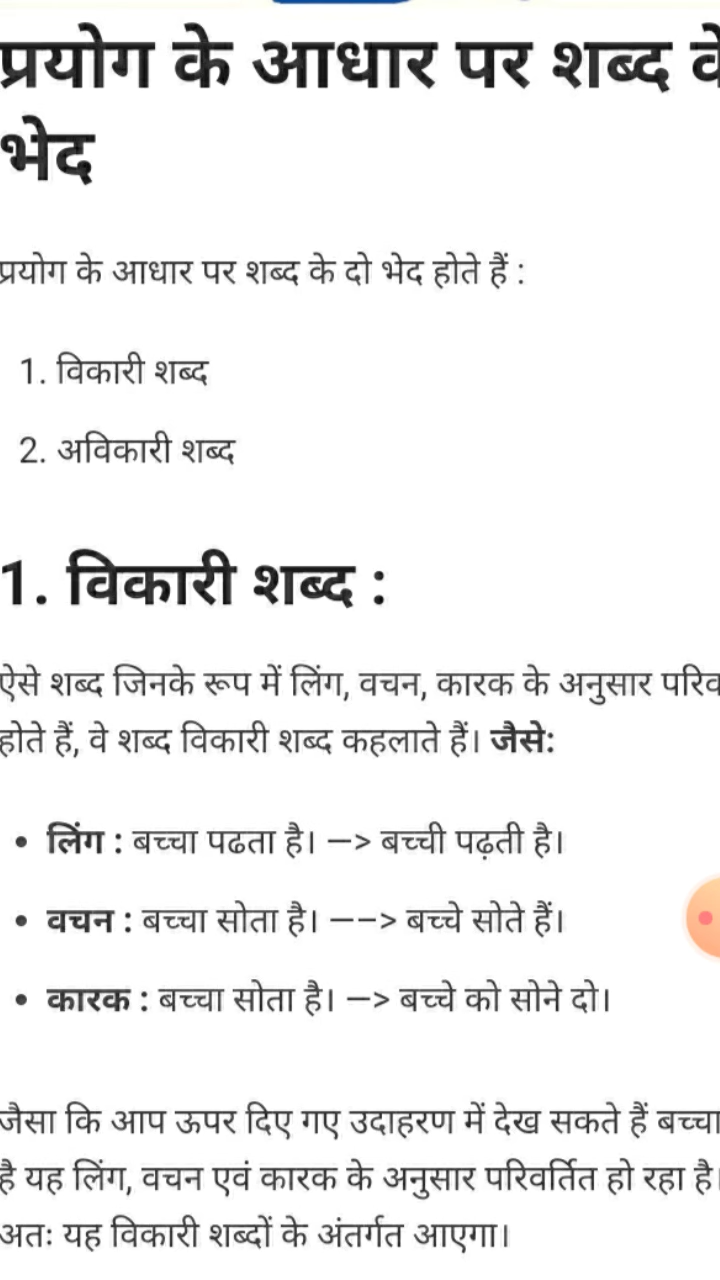 प्रयोग के आधार पर शब्द के
भेद
प्रयोग के आधार पर शब्द के दो भेद होते हैं :
1. विकारी शब्द
2. अविकारी शब्द
1. विकारी शब्द :
ऐसे शब्द जिनके रूप में लिंग, वचन, कारक के अनुसार परिव
होते हैं, वे शब्द विकारी शब्द कहलाते हैं। जैसे:
• लिंग : बच्चा पढता है। —> बच्ची पढ़ती है।
• वचन : बच्चा सोता है। ——> बच्चे सोते हैं।
• कारक : बच्चा सोता है। —> बच्चे को सोने दो।
जैसा कि आप ऊपर दिए गए उदाहरण में देख सकते हैं बच्चा
है यह लिंग, वचन एवं कारक के अनुसार परिवर्तित हो रहा है।
अतः यह विकारी शब्दों के अंतर्गत आएगा।